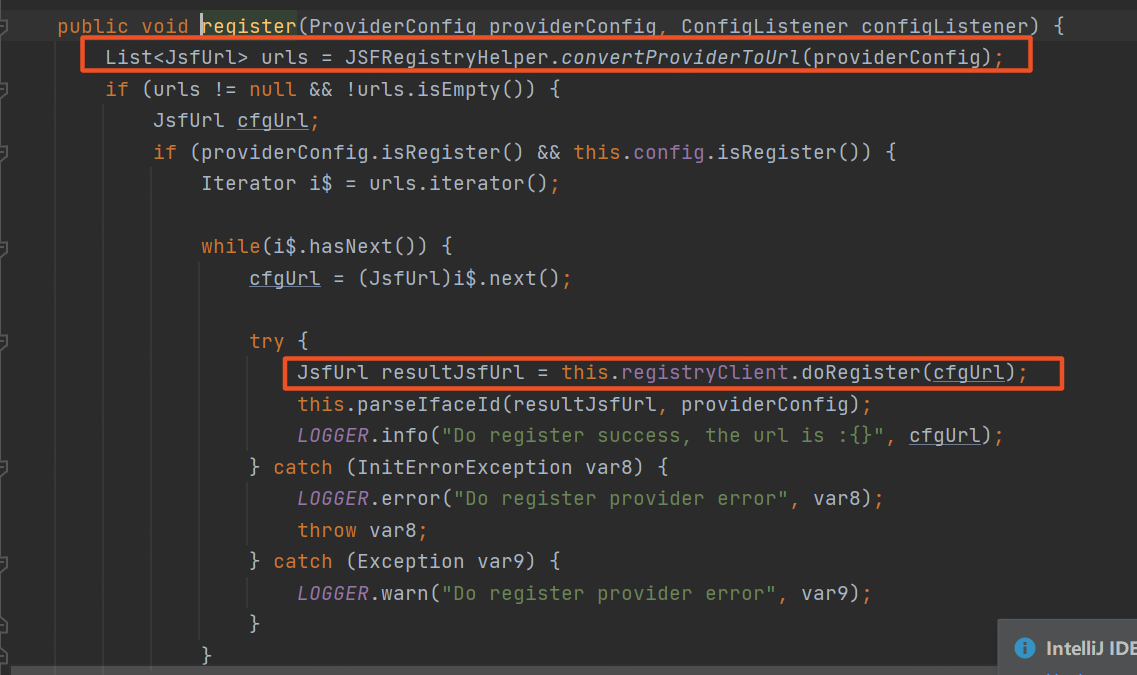 public void register(ProviderConfig providerConfig, ConfigListener configListener) {
List<JsfUrl> urls = JSFRegistryHelper.convertProviderToUrl(providerConfig);
if (urls != null && !urls.isEmpty()) {
JsfUrl cfgUrl;
if (providerConfig.isRegister() && this.config.isRegister()) {
Iterator i$ = urls.iterator();
while(i$.hasNext()) {
cfgUrl = (JsfUrl)i$.next();
try {
JsfUrl resultJsfUrl = this.registryClient.doRegister(cfgUrl);
this.parseIfaceId(resultJsfUrl, providerConfig);
LOGGER.info("Do register success, the url is :{}", cfgUrl);
} catch (InitErrorException var8) {
LOGGER.error("Do register provider error", var8);
throw var8;
} catch (Exception var9) {
LOGGER.warn("Do register provider error", var9);
}
}
IntelliJ IDE